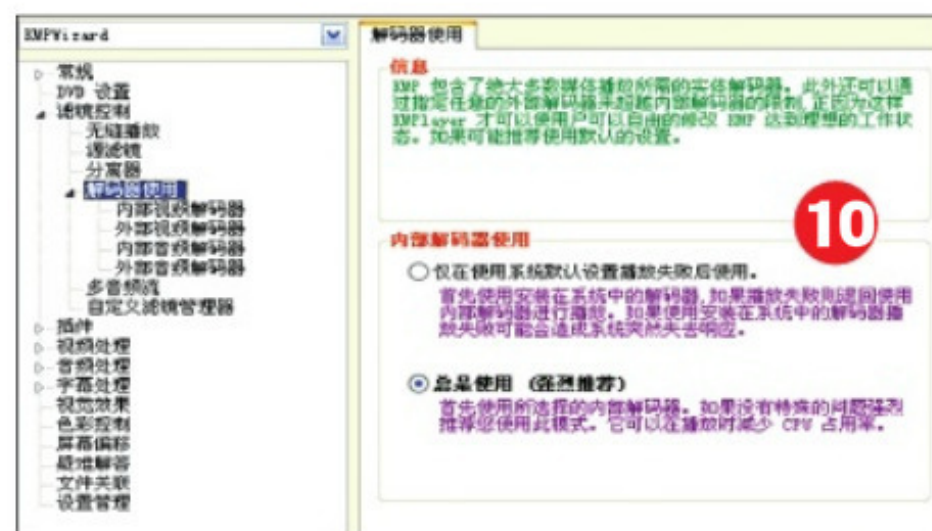 KMPWizard
常规
DVD 设置
滤镜控制
无缝播放
源滤镜
分离器
解码器使用
内部视频解码器
外部视频解码器
内部音频解码器
外部音频解码器
多音频流
自定义滤镜管理器
插件
视频处理
音频处理
字幕处理
视觉效果
色彩控制
屏幕偏移
疑难解答
文件关联
设置管理
解码器使用
信息
KMP 包含了绝大多数媒体播放所需的实体解码器。此外还可以通
过指定任意的外部解码器来超越内部解码器的限制,正因为这样
KMPlayer 才可以使用户可以自由的修改 KMP 达到理想的工作状
态。如果可能推荐使用默认的设置。
10
内部解码器使用
仅在使用系统默认设置播放失败后使用。
首先使用安装在系统中的解码器,如果播放失败则返回使用
内部解码器进行播放。如果使用安装在系统中的解码器播
放失败可能会造成系统突然失去响应。
总是使用 (强烈推荐)
首先使用所选择的内部解码器。如果没有特殊的问题强烈
推荐您使用此模式。它可以在播放时减少 CPU 占用率。